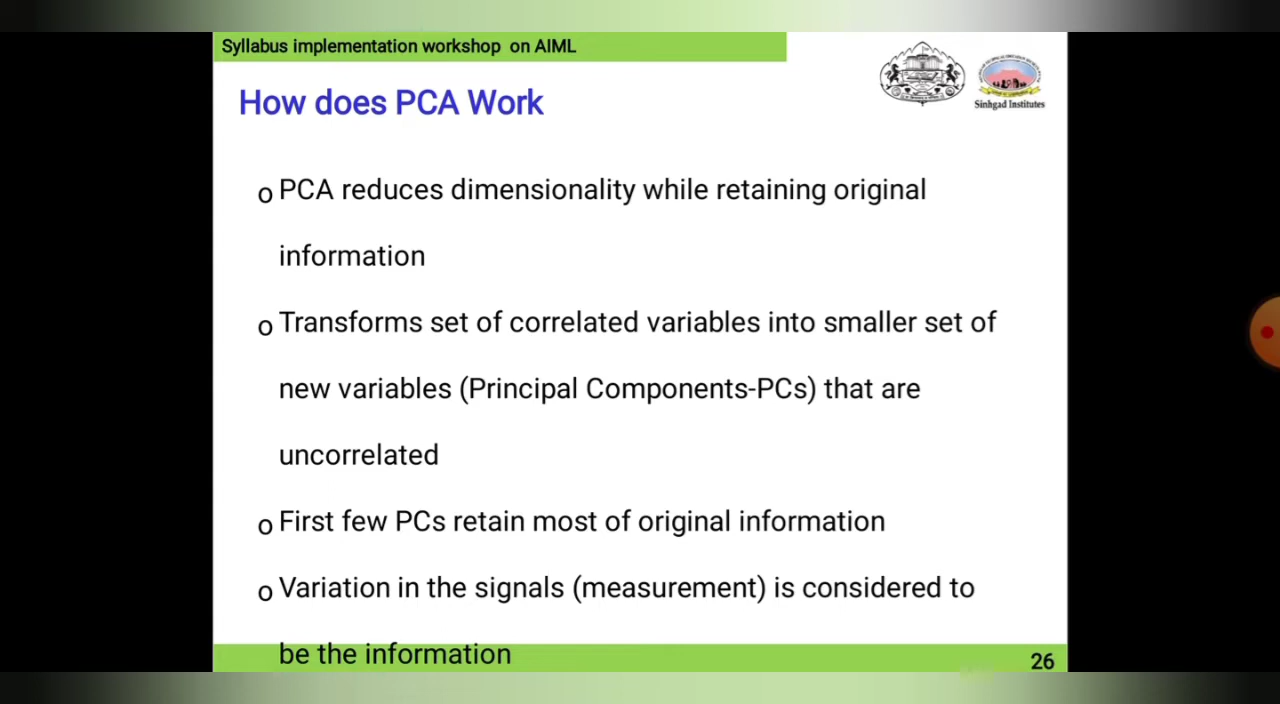 Syllabus implementation workshop on AIML
Sinhgad Institutes
How does PCA Work
o PCA reduces dimensionality while retaining original
information
o Transforms set of correlated variables into smaller set of
new variables (Principal Components-PCs) that are
uncorrelated
o First few PCs retain most of original information
o Variation in the signals (measurement) is considered to
be the information
26